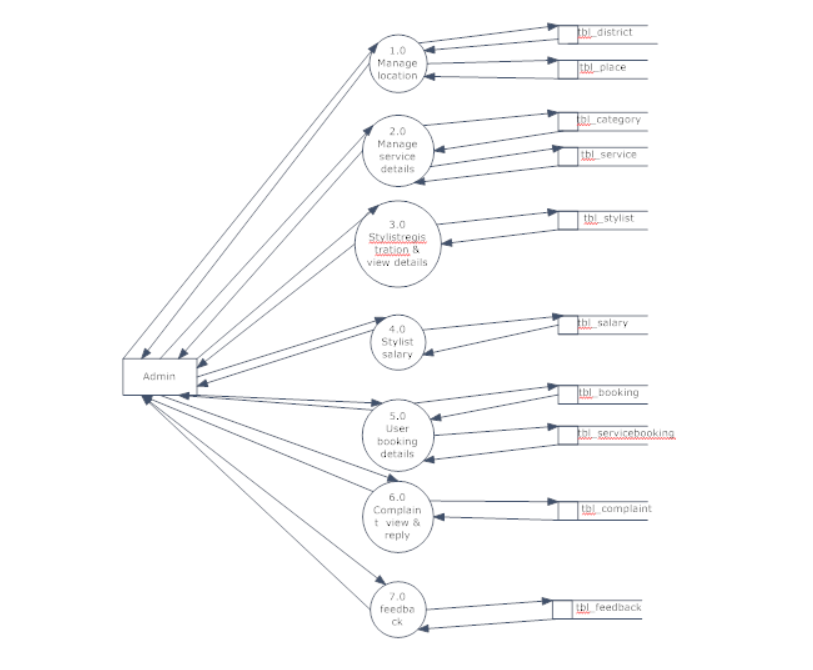 1.0
Manage
location
tbl_district
tbl_place
2.0
Manage
service
details
tbl_category
tbl_service
3.0
Stylistregis
tration &
view details
tbl_stylist
4.0
Stylist
salary
tbl_salary
Admin
5.0
User
booking
details
tbl_booking
tbl_servicebooking
6.0
Complain
t view &
reply
tbl_complaint
7.0
feedba
ck
tbl_feedback